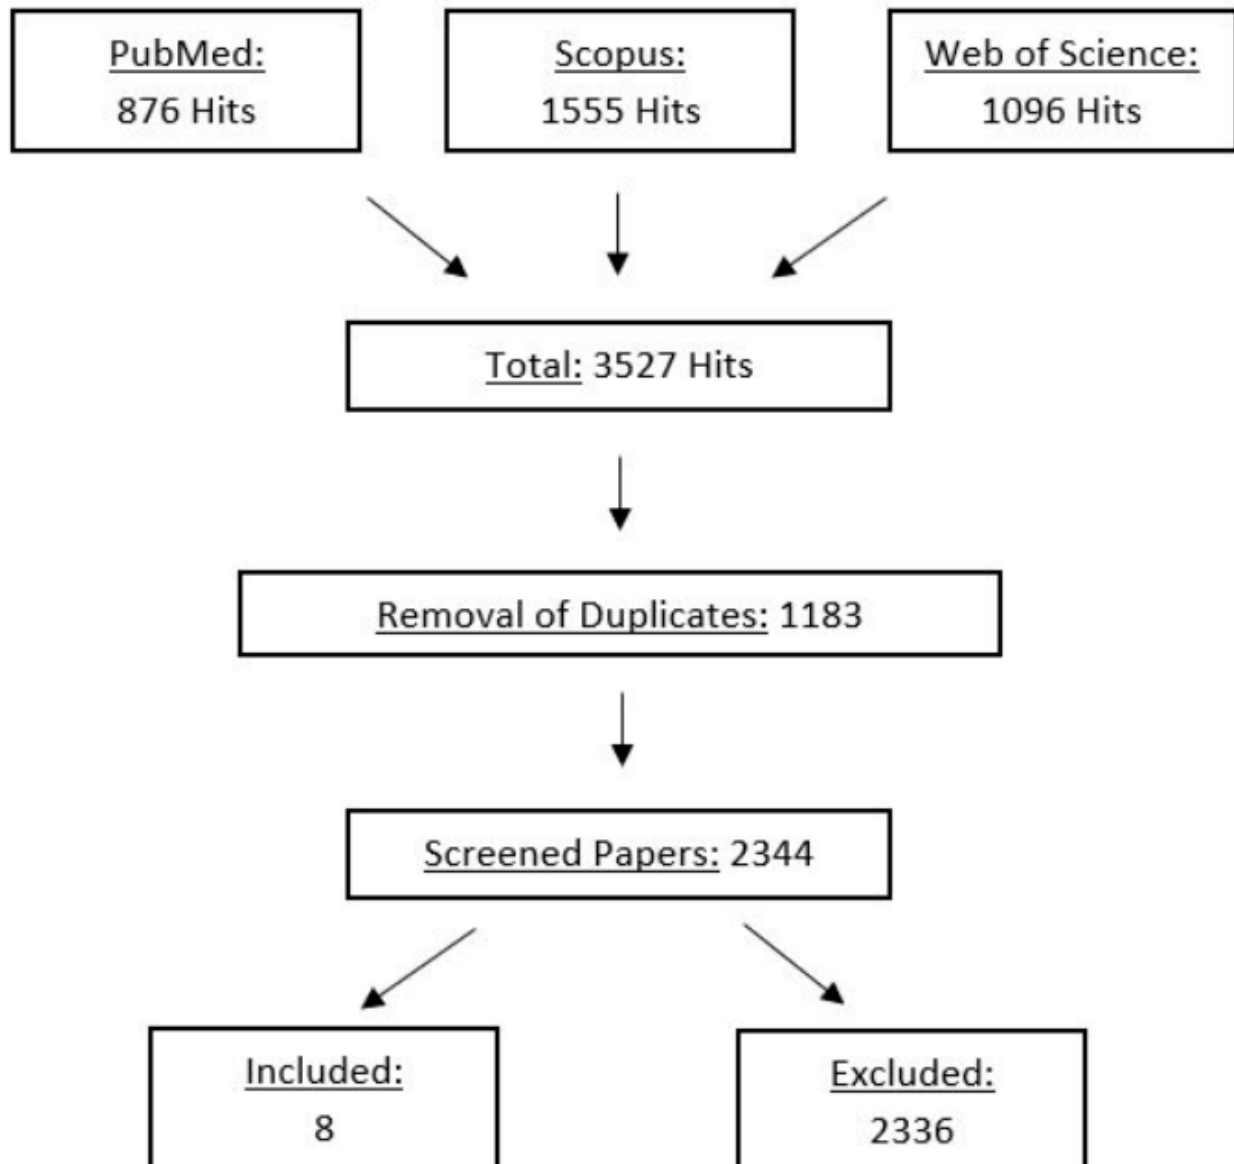 PubMed:
876 Hits
Scopus:
1555 Hits
Web of Science:
1096 Hits
Total: 3527 Hits
Removal of Duplicates: 1183
Screened Papers: 2344
Included:
8
Excluded:
2336